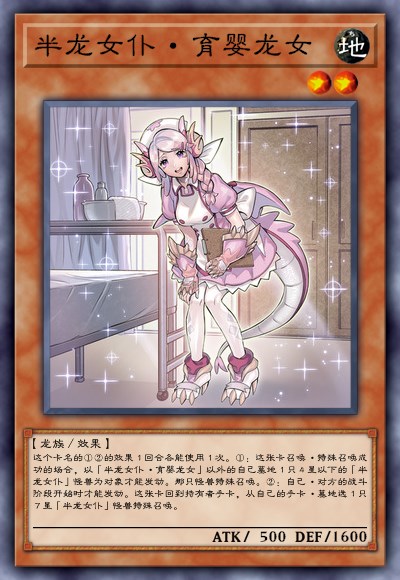 半龙女仆・育婴龙女
地
【龙族／效果】
这个卡名的①②的效果1回合各能使用1次。①：这张卡召唤・特殊召唤成
功的场合，以「半龙女仆・育婴龙女」以外的自己墓地1只4星以下的「半
龙女仆」怪兽为对象才能发动。那只怪兽特殊召唤。②：自己・对方的战斗
阶段开始时才能发动。这张卡回到持有者手卡，从自己的手卡・墓地选1只
7星「半龙女仆」怪兽特殊召唤。
ATK/ 500 DEF/1600